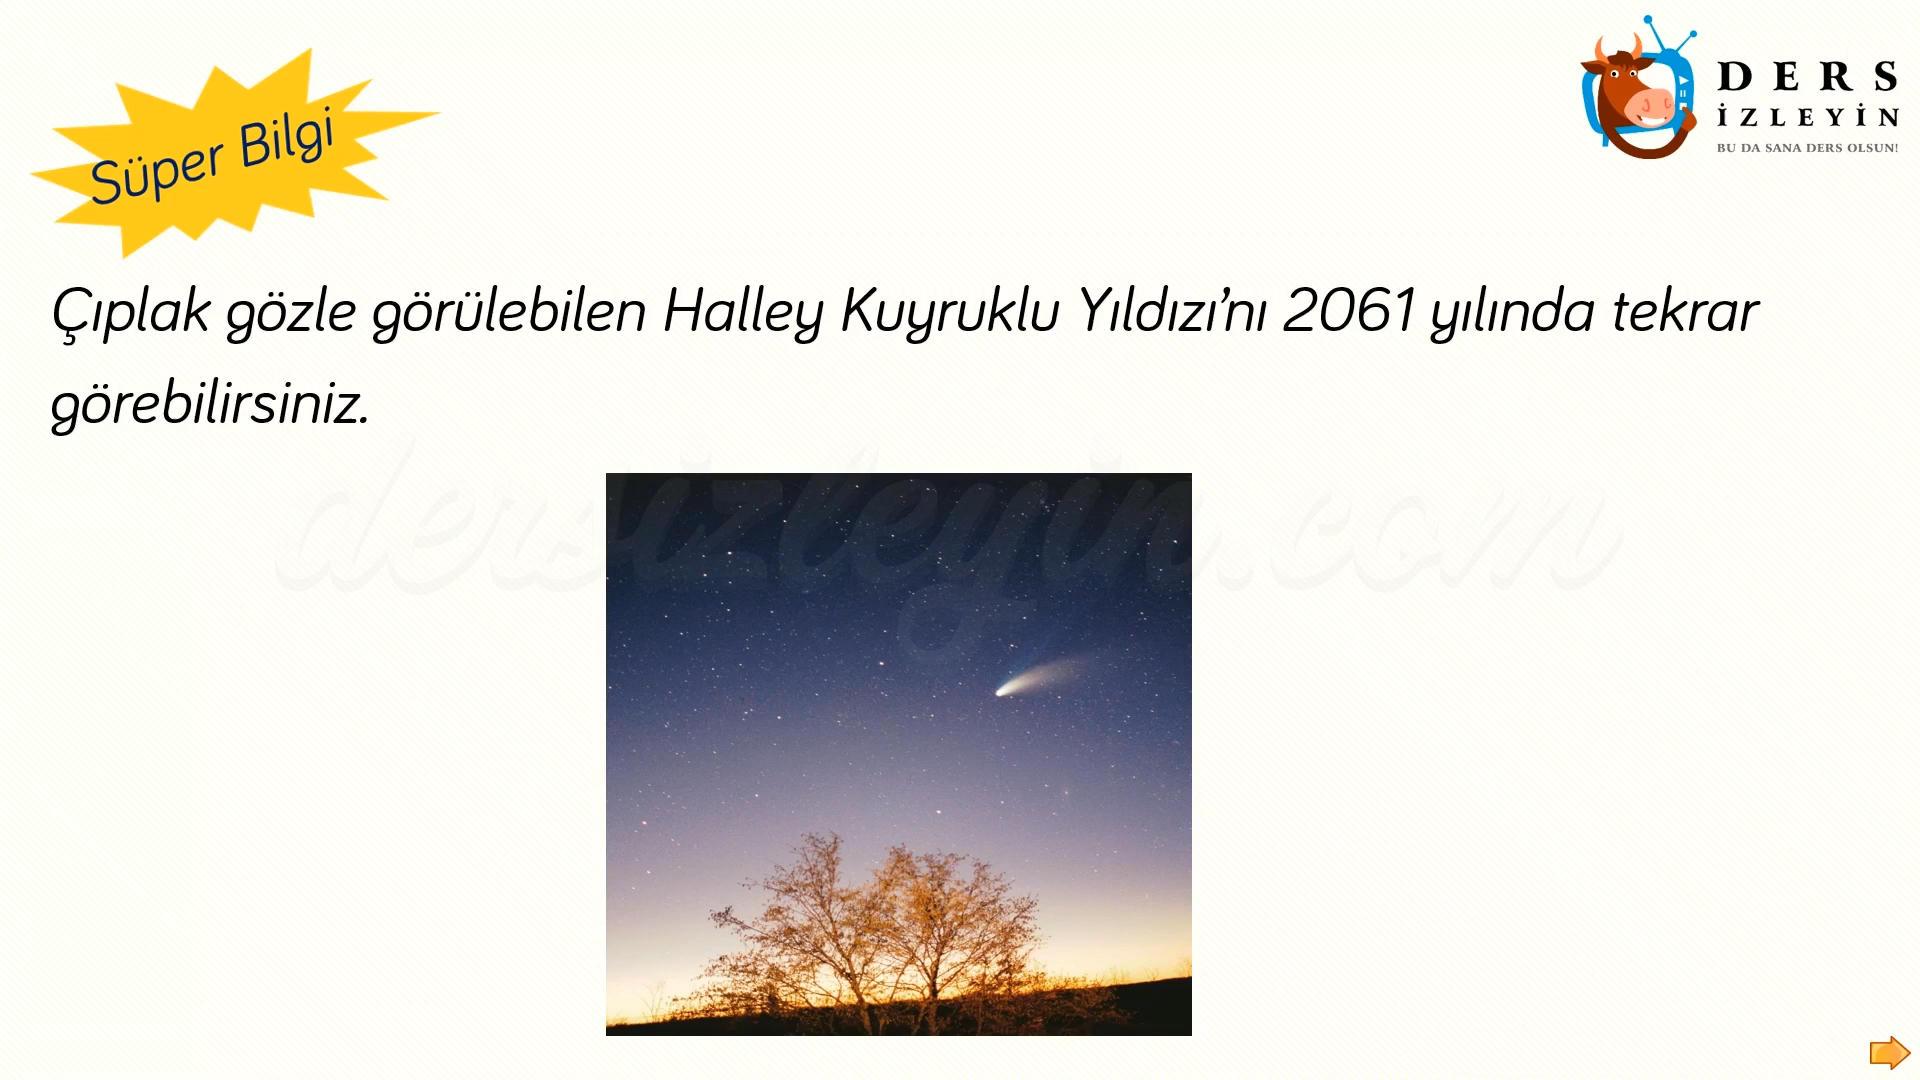 Süper Bilgi
DERS
İZLEYİN
BU DA SANA DERS OLSUN!
Çıplak gözle görülebilen Halley Kuyruklu Yıldızı’nı 2061 yılında tekrar
görebilirsiniz.
dersizleyin.com